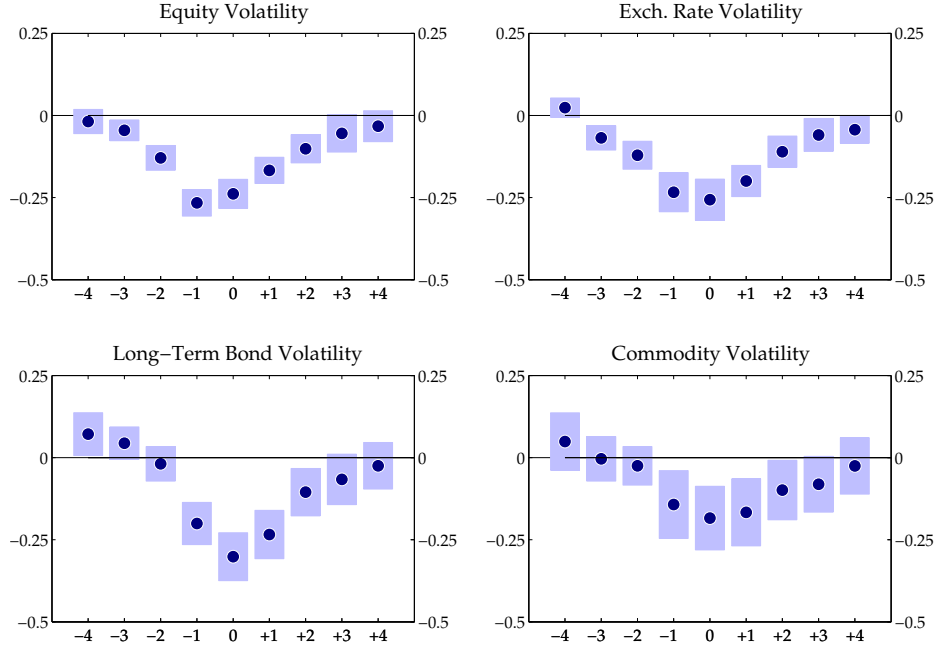 Equity Volatility
0.25 0.25
0 0
−0.25 −0.25
−0.5 −0.5
−4 −3 −2 −1 0 +1 +2 +3 +4
Exch. Rate Volatility
0.25 0.25
0 0
−0.25 −0.25
−0.5 −0.5
−4 −3 −2 −1 0 +1 +2 +3 +4
Long−Term Bond Volatility
0.25 0.25
0 0
−0.25 −0.25
−0.5 −0.5
−4 −3 −2 −1 0 +1 +2 +3 +4
Commodity Volatility
0.25 0.25
0 0
−0.25 −0.25
−0.5 −0.5
−4 −3 −2 −1 0 +1 +2 +3 +4